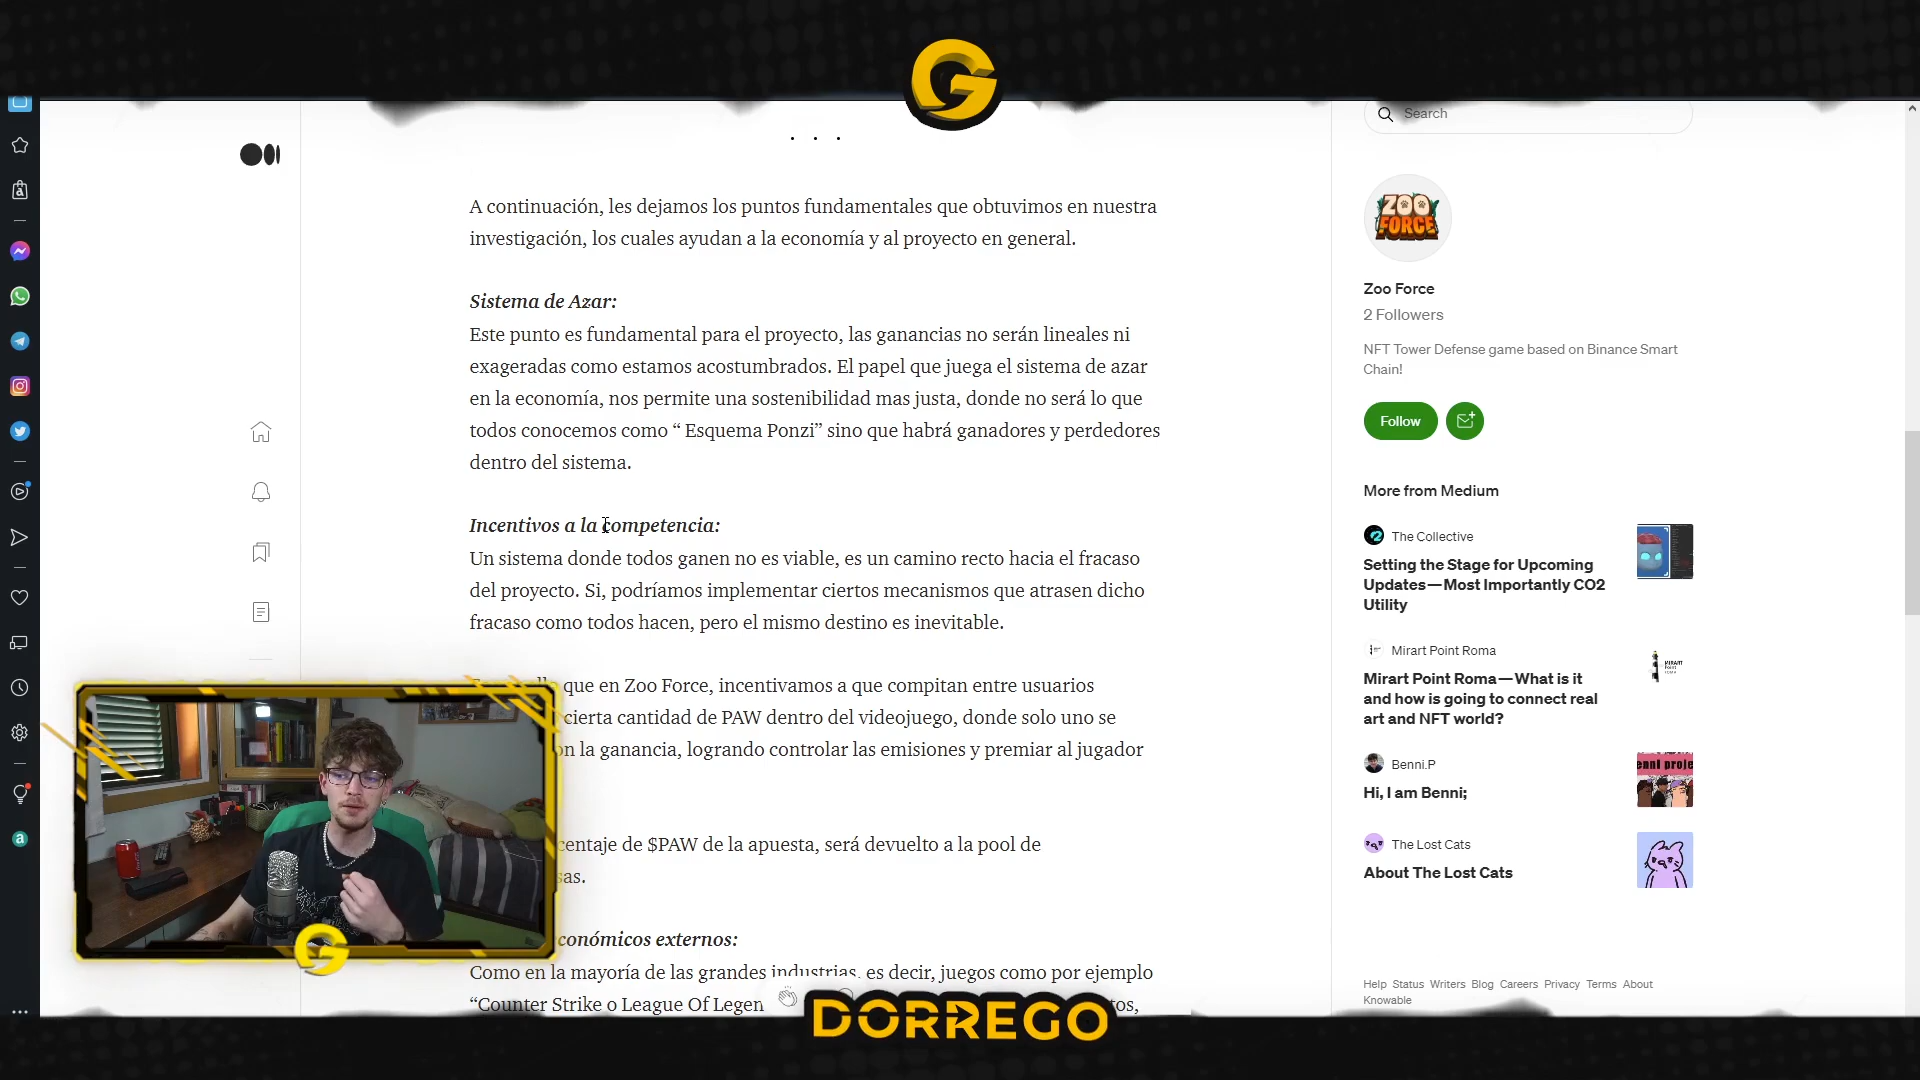 G
Search
. . .
A continuación, les dejamos los puntos fundamentales que obtuvimos en nuestra
investigación, los cuales ayudan a la economía y al proyecto en general.
Sistema de Azar:
Este punto es fundamental para el proyecto, las ganancias no serán lineales ni
exageradas como estamos acostumbrados. El papel que juega el sistema de azar
en la economía, nos permite una sostenibilidad mas justa, donde no será lo que
todos conocemos como “ Esquema Ponzi” sino que habrá ganadores y perdedores
dentro del sistema.
Incentivos a la competencia:
Un sistema donde todos ganen no es viable, es un camino recto hacia el fracaso
del proyecto. Si, podríamos implementar ciertos mecanismos que atrasen dicho
fracaso como todos hacen, pero el mismo destino es inevitable.
que en Zoo Force, incentivamos a que compitan entre usuarios
cierta cantidad de PAW dentro del videojuego, donde solo uno se
la ganancia, logrando controlar las emisiones y premiar al jugador
de $PAW de la apuesta, será devuelto a la pool de
externos:
Como en la mayoría de las grandes industrias, es decir, juegos como por ejemplo
“Counter Strike o League Of
ZOO
FORCE
Zoo Force
2 Followers
NFT Tower Defense game based on Binance Smart
Chain!
Follow
More from Medium
The Collective
Setting the Stage for Upcoming
Updates—Most Importantly CO2
Utility
Mirart Point Roma
Mirart Point Roma—What is it
and how is going to connect real
art and NFT world?
Benni.P
Hi, I am Benni;
The Lost Cats
About The Lost Cats
Help Status Writers Blog Careers Privacy Terms About
Knowable
G
DORREGO